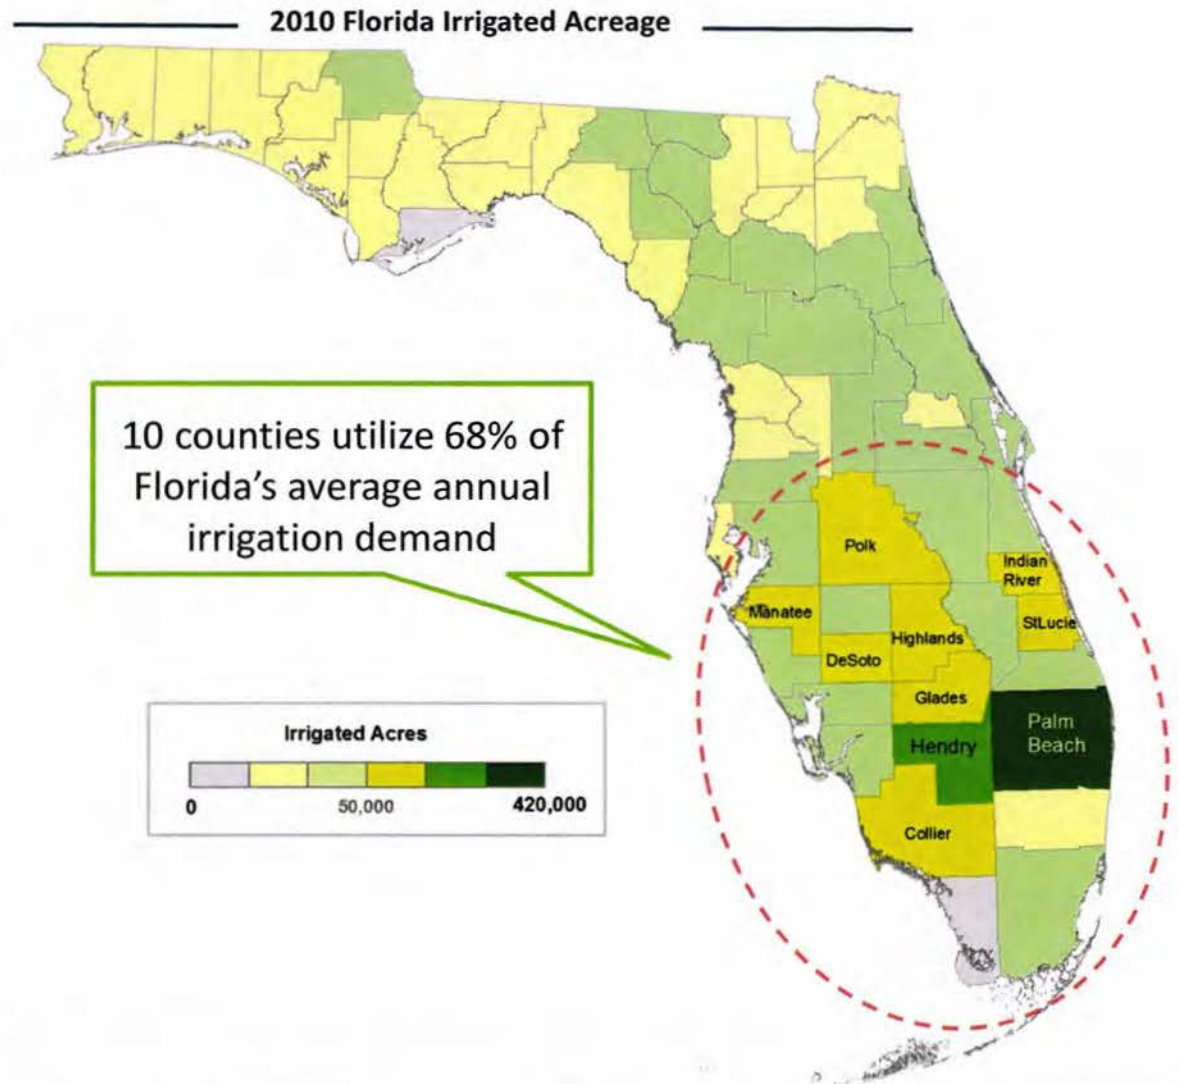 2010 Florida Irrigated Acreage
10 counties utilize 68% of
Florida's average annual
irrigation demand
Polk
Indian
River
Manatee
StLucie
Highlands
DeSoto
Glades
Palm
Beach
Hendry
Collier
Irrigated Acres
0
50,000
420,000